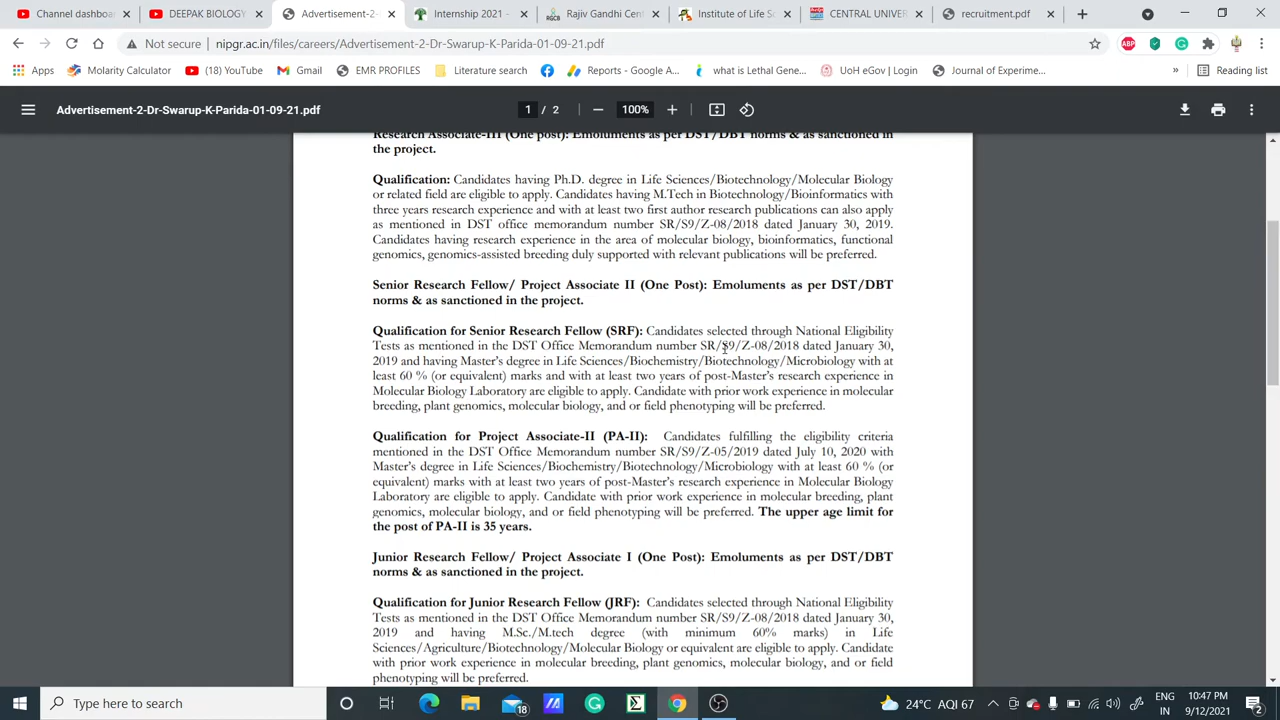 Channel dashboa
DEEPAK BIOLOGY
Advertisement-2-
Internship 2021 –
Rajiv Gandhi Cen
Institute of Life S
CENTRAL UNIVER
recruitment.pdf
Not secure | nipgr.ac.in/files/careers/Advertisement-2-Dr-Swarup-K-Parida-01-09-21.pdf
ABP
Apps
Molarity Calculator
(18) YouTube
Gmail
EMR PROFILES
Literature search
Reports - Google A...
what is Lethal Gene...
UoH eGov | Login
Journal of Experime...
»
Reading list
Advertisement-2-Dr-Swarup-K-Parida-01-09-21.pdf
1 / 2
100%
Research Associate-III (One post): Emoluments as per DST/DBT norms & as sanctioned in
the project.
Qualification: Candidates having Ph.D. degree in Life Sciences/Biotechnology/Molecular Biology
or related field are eligible to apply. Candidates having M.Tech in Biotechnology/Bioinformatics with
three years research experience and with at least two first author research publications can also apply
as mentioned in DST office memorandum number SR/S9/Z-08/2018 dated January 30, 2019.
Candidates having research experience in the area of molecular biology, bioinformatics, functional
genomics, genomics-assisted breeding duly supported with relevant publications will be preferred.
Senior Research Fellow/ Project Associate II (One Post): Emoluments as per DST/DBT
norms & as sanctioned in the project.
Qualification for Senior Research Fellow (SRF): Candidates selected through National Eligibility
Tests as mentioned in the DST Office Memorandum number SR/S9/Z-08/2018 dated January 30,
2019 and having Master's degree in Life Sciences/Biochemistry/Biotechnology/Microbiology with at
least 60 % (or equivalent) marks and with at least two years of post-Master's research experience in
Molecular Biology Laboratory are eligible to apply. Candidate with prior work experience in molecular
breeding, plant genomics, molecular biology, and or field phenotyping will be preferred.
Qualification for Project Associate-II (PA-II): Candidates fulfilling the eligibility criteria
mentioned in the DST Office Memorandum number SR/S9/Z-05/2019 dated July 10, 2020 with
Master's degree in Life Sciences/Biochemistry/Biotechnology/Microbiology with at least 60 % (or
equivalent) marks with at least two years of post-Master's research experience in Molecular Biology
Laboratory are eligible to apply. Candidate with prior work experience in molecular breeding, plant
genomics, molecular biology, and or field phenotyping will be preferred. The upper age limit for
the post of PA-II is 35 years.
Junior Research Fellow/ Project Associate I (One Post): Emoluments as per DST/DBT
norms & as sanctioned in the project.
Qualification for Junior Research Fellow (JRF): Candidates selected through National Eligibility
Tests as mentioned in the DST Office Memorandum number SR/S9/Z-08/2018 dated January 30,
2019 and having M.Sc./M.tech degree (with minimum 60% marks) in Life
Sciences/Agriculture/Biotechnology/Molecular Biology or equivalent are eligible to apply. Candidate
with prior work experience in molecular breeding, plant genomics, molecular biology, and or field
phenotyping will be preferred.
Type here to search
18
24°C AQI 67
ENG
IN
10:47 PM
9/12/2021
2